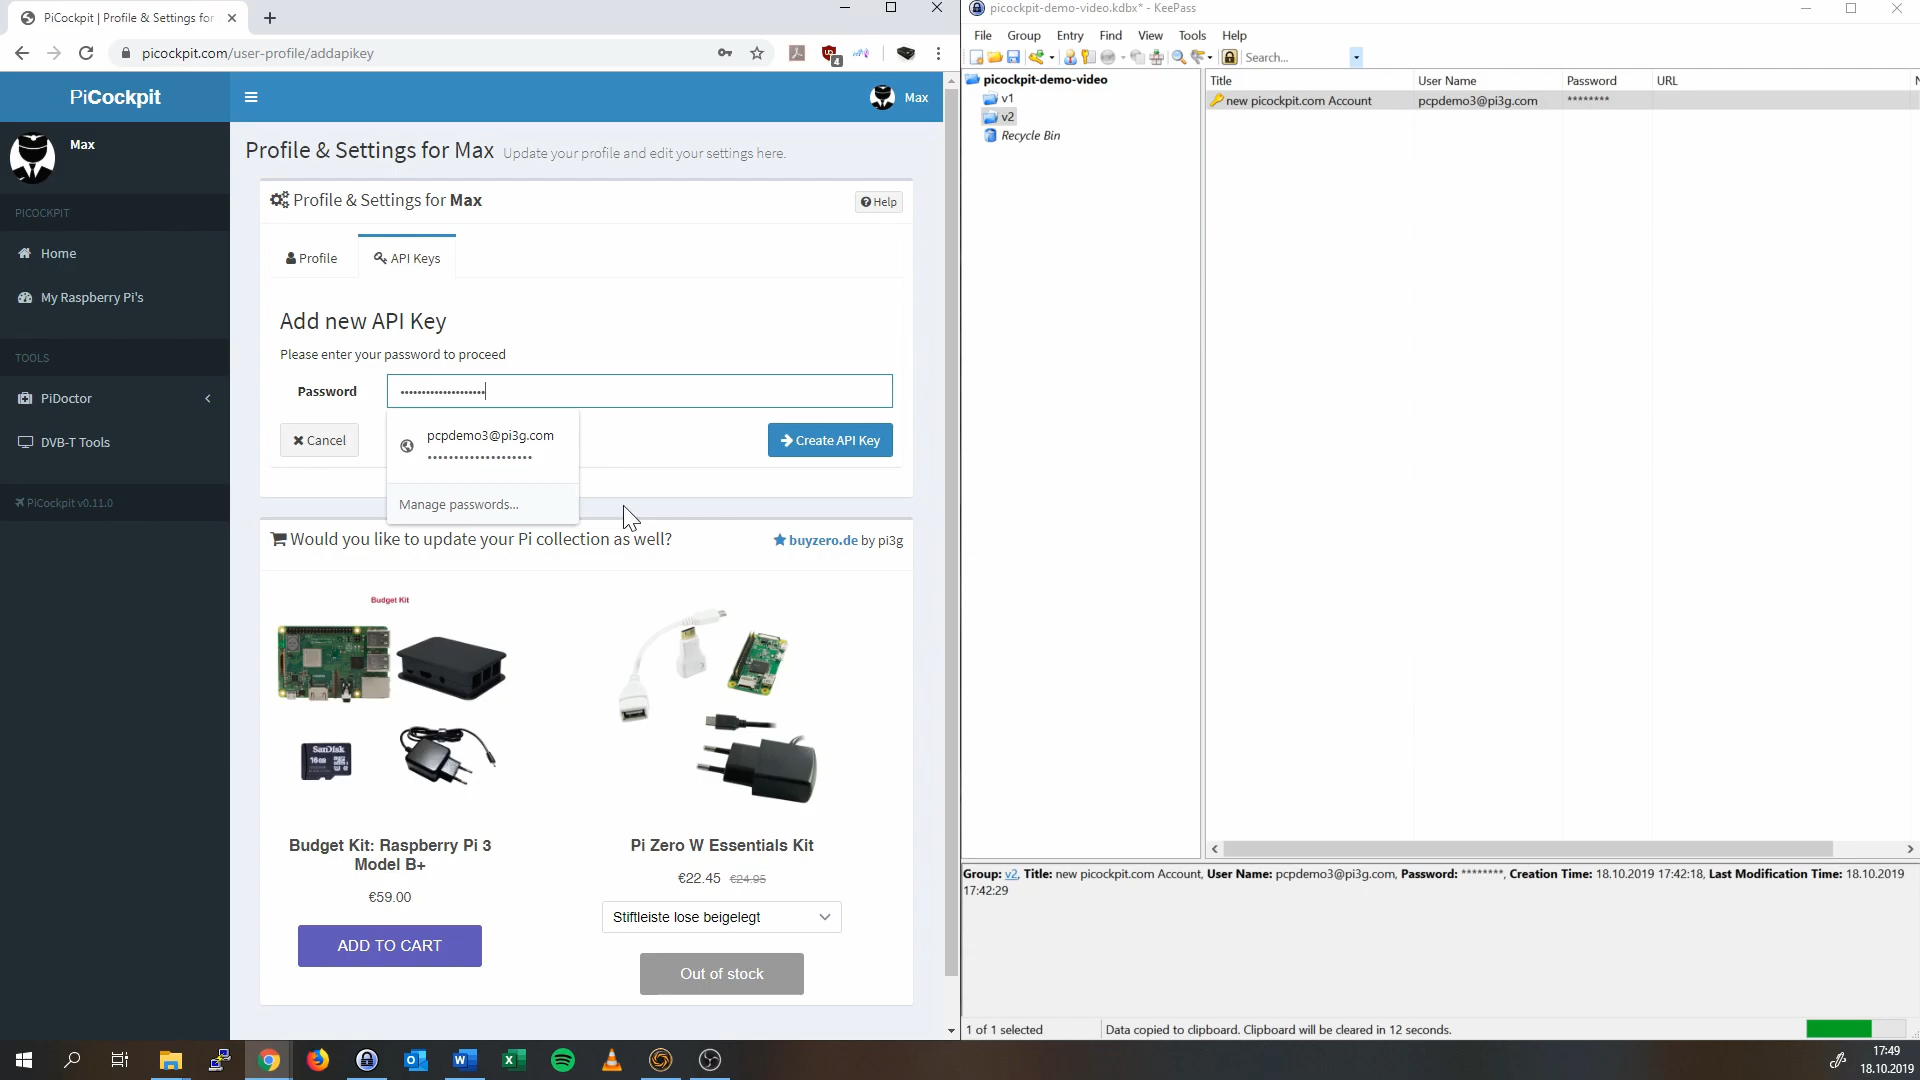 PiCockpit | Profile & Settings for
picockpit.com/user-profile/addapikey
4
PiCockpit
Max
Max
PICOCKPIT
Home
My Raspberry Pi's
TOOLS
PiDoctor
DVB-T Tools
PiCockpit v0.11.0
Profile & Settings for Max Update your profile and edit your settings here.
Profile & Settings for Max
Help
Profile
API Keys
Add new API Key
Please enter your password to proceed
Password
Cancel
Create API Key
pcpdemo3@pi3g.com
Manage passwords...
Would you like to update your Pi collection as well?
buyzero.de by pi3g
Budget Kit
SanDisk
16GB
Budget Kit: Raspberry Pi 3
Model B+
€59.00
ADD TO CART
Pi Zero W Essentials Kit
€22.45 €24.95
Stiftleiste lose beigelegt
Out of stock
picockpit-demo-video.kdbx* - KeePass
File Group Entry Find View Tools Help
Search...
picockpit-demo-video
v1
v2
Recycle Bin
Title User Name Password URL
new picockpit.com Account pcpdemo3@pi3g.com ********
Group: v2, Title: new picockpit.com Account, User Name: pcpdemo3@pi3g.com, Password: ********, Creation Time: 18.10.2019 17:42:18, Last Modification Time: 18.10.2019
17:42:29
1 of 1 selected
Data copied to clipboard. Clipboard will be cleared in 12 seconds.
17:49
18.10.2019